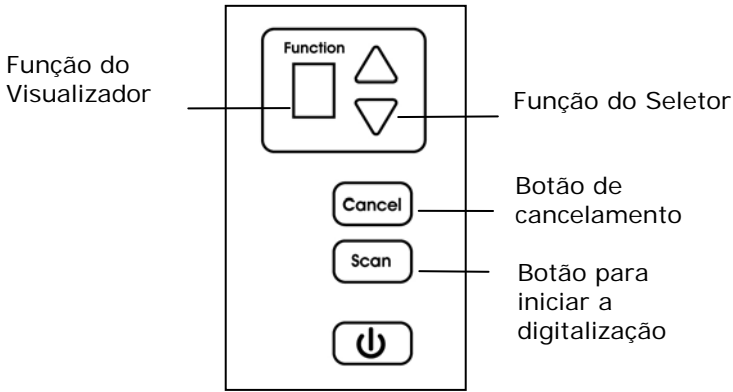 Function
Função do
Visualizador
Função do Seletor
Cancel
Botão de
cancelamento
Scan
Botão para
iniciar a
digitalização